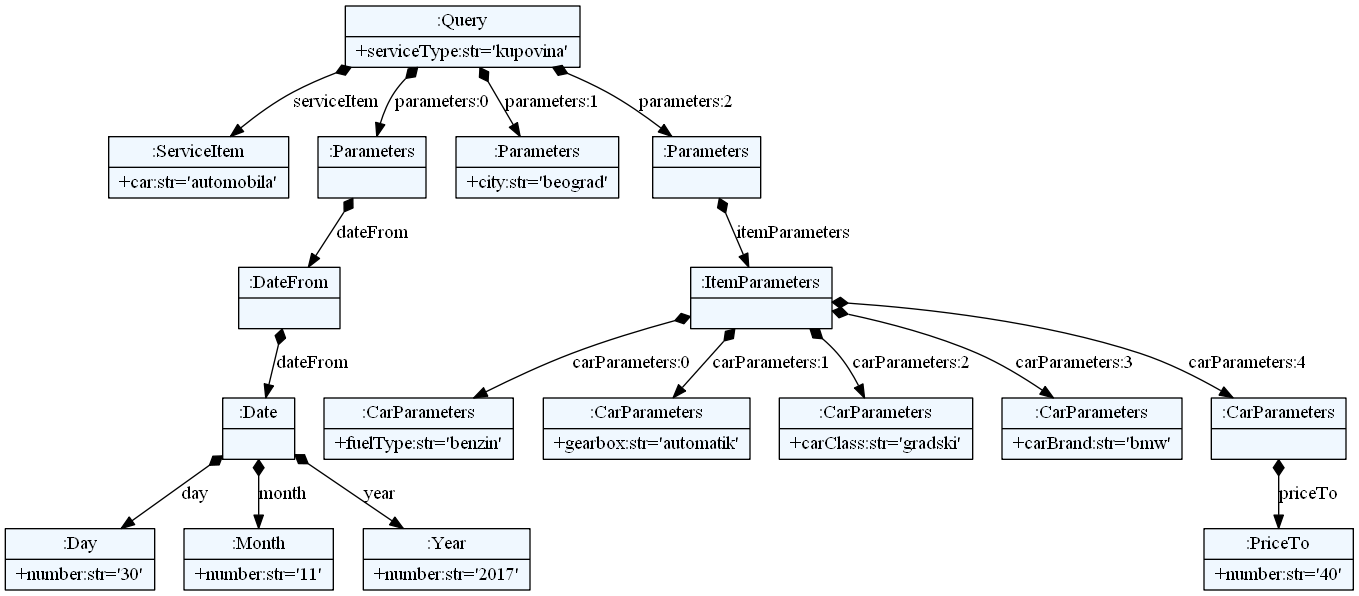 :Query
+serviceType:str='kupovina'
serviceItem
parameters:0
parameters:1
parameters:2
:ServiceItem
+car:str='automobila'
:Parameters
:Parameters
+city:str='beograd'
:Parameters
dateFrom
itemParameters
:DateFrom
:ItemParameters
dateFrom
carParameters:0
carParameters:1
carParameters:2
carParameters:3
carParameters:4
:Date
:CarParameters
+fuelType:str='benzin'
:CarParameters
+gearbox:str='automatik'
:CarParameters
+carClass:str='gradski'
:CarParameters
+carBrand:str='bmw'
:CarParameters
day
month
year
priceTo
:Day
+number:str='30'
:Month
+number:str='11'
:Year
+number:str='2017'
:PriceTo
+number:str='40'